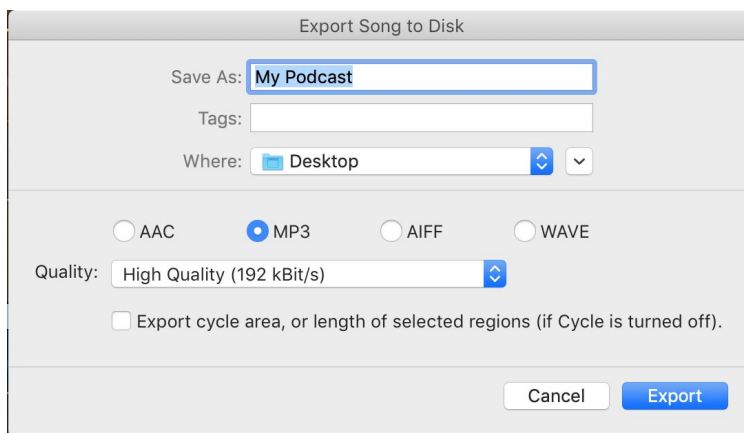 Export Song to Disk
Save As: My Podcast
Tags:
Where: Desktop
AAC MP3 AIFF WAVE
Quality: High Quality (192 kBit/s)
Export cycle area, or length of selected regions (if Cycle is turned off).
Cancel Export